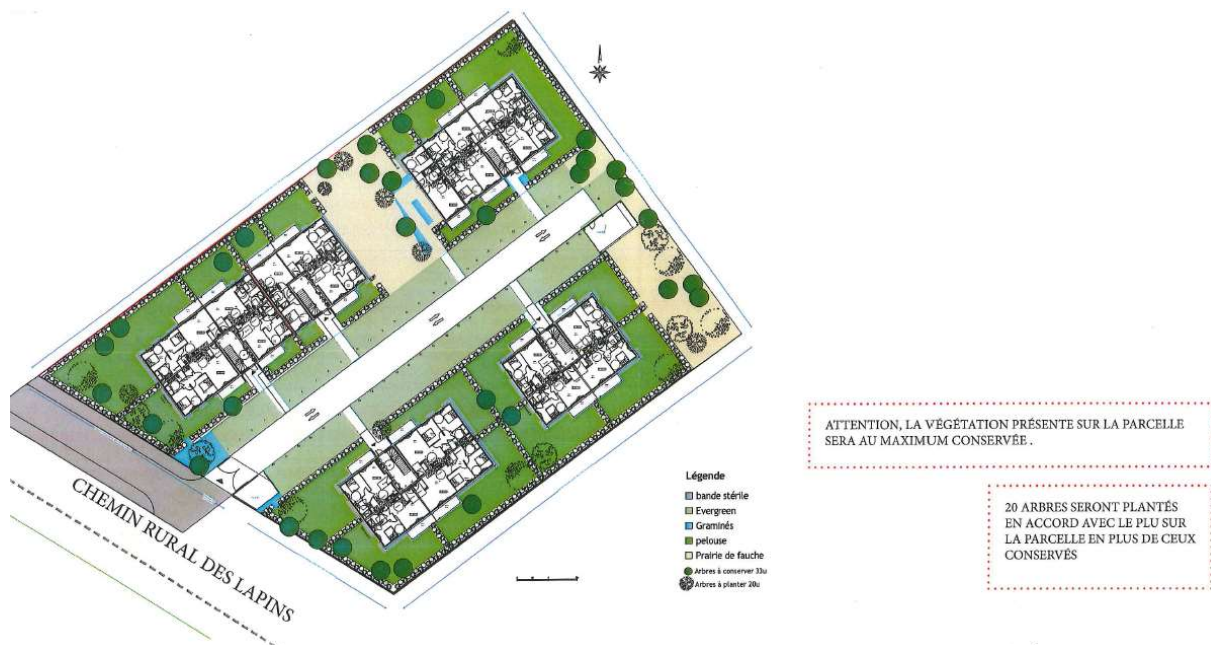 CHEMIN RURAL DES LAPINS
Légende
bande stérile
Evergreen
Graminés
pelouse
Prairie de fauche
Arbres à conserver 33u
Arbres à planter 20u
ATTENTION, LA VÉGÉTATION PRÉSENTE SUR LA PARCELLE
SERA AU MAXIMUM CONSERVÉE .
20 ARBRES SERONT PLANTÉS
EN ACCORD AVEC LE PLU SUR
LA PARCELLE EN PLUS DE CEUX
CONSERVÉS